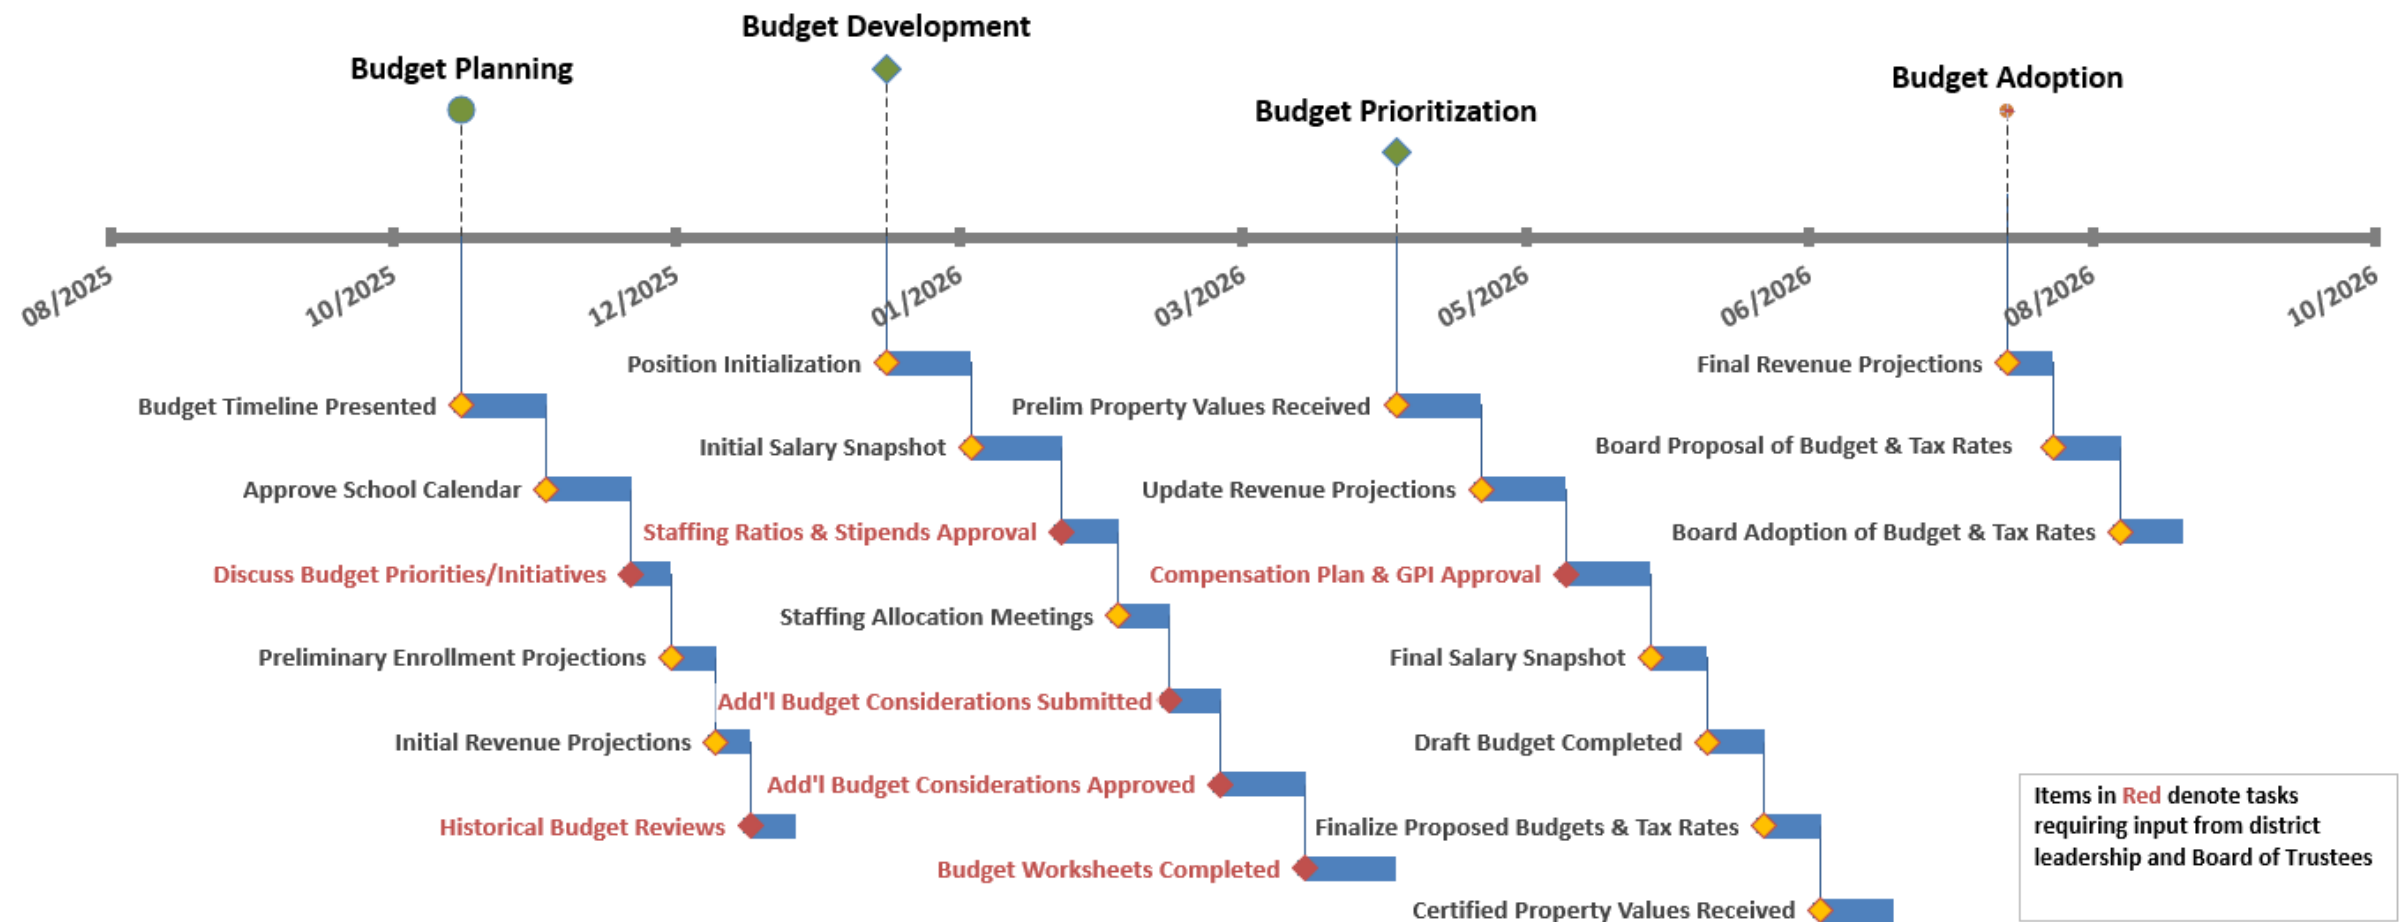 Budget Development
Budget Planning
Budget Adoption
Budget Prioritization
08/2025
10/2025
12/2025
01/2026
03/2026
05/2026
06/2026
08/2026
10/2026
Budget Timeline Presented
Approve School Calendar
Discuss Budget Priorities/Initiatives
Preliminary Enrollment Projections
Initial Revenue Projections
Historical Budget Reviews
Position Initialization
Initial Salary Snapshot
Staffing Ratios & Stipends Approval
Staffing Allocation Meetings
Add'l Budget Considerations Submitted
Add'l Budget Considerations Approved
Budget Worksheets Completed
Prelim Property Values Received
Update Revenue Projections
Compensation Plan & GPI Approval
Final Salary Snapshot
Draft Budget Completed
Finalize Proposed Budgets & Tax Rates
Certified Property Values Received
Final Revenue Projections
Board Proposal of Budget & Tax Rates
Board Adoption of Budget & Tax Rates
Items in Red denote tasks
requiring input from district
leadership and Board of Trustees